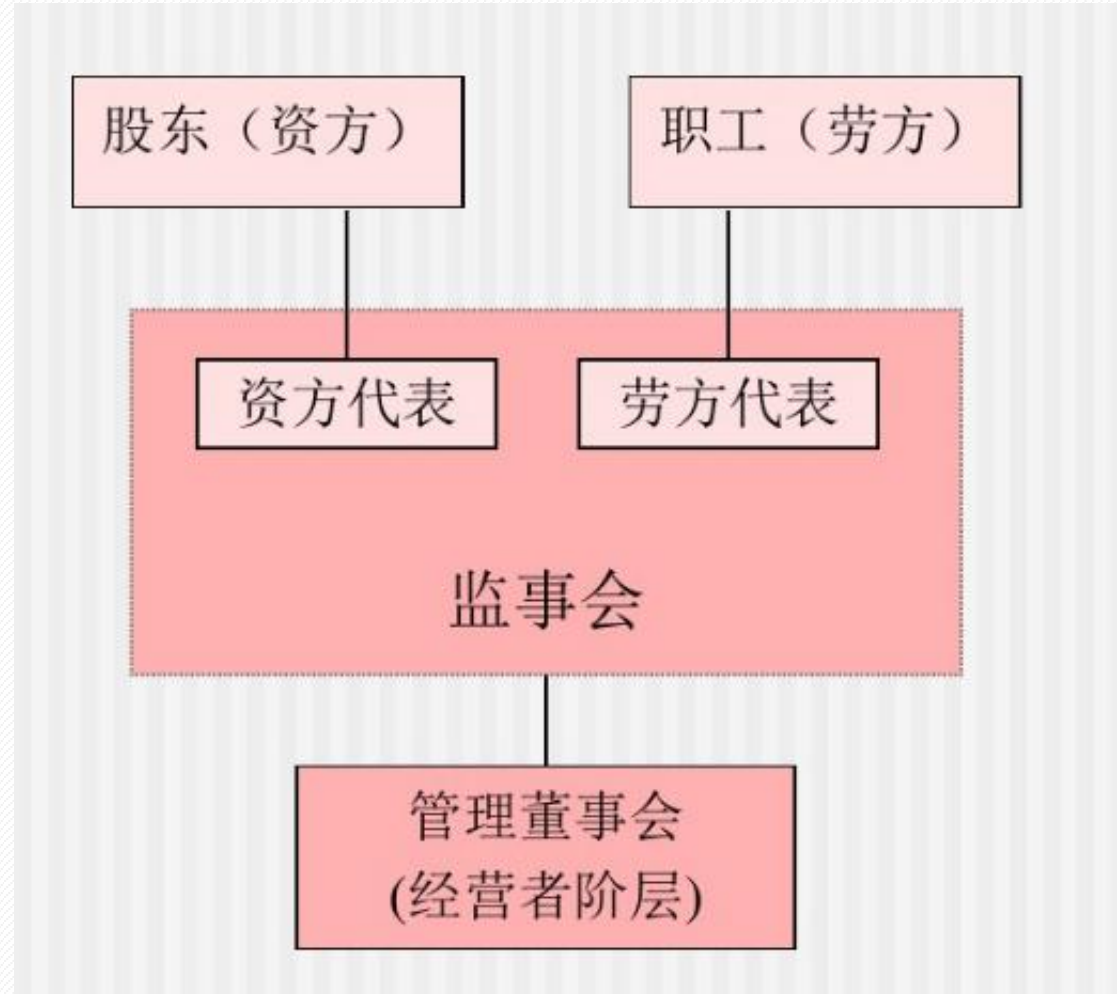 股东（资方）
职工（劳方）
资方代表
劳方代表
监事会
管理董事会
(经营者阶层)